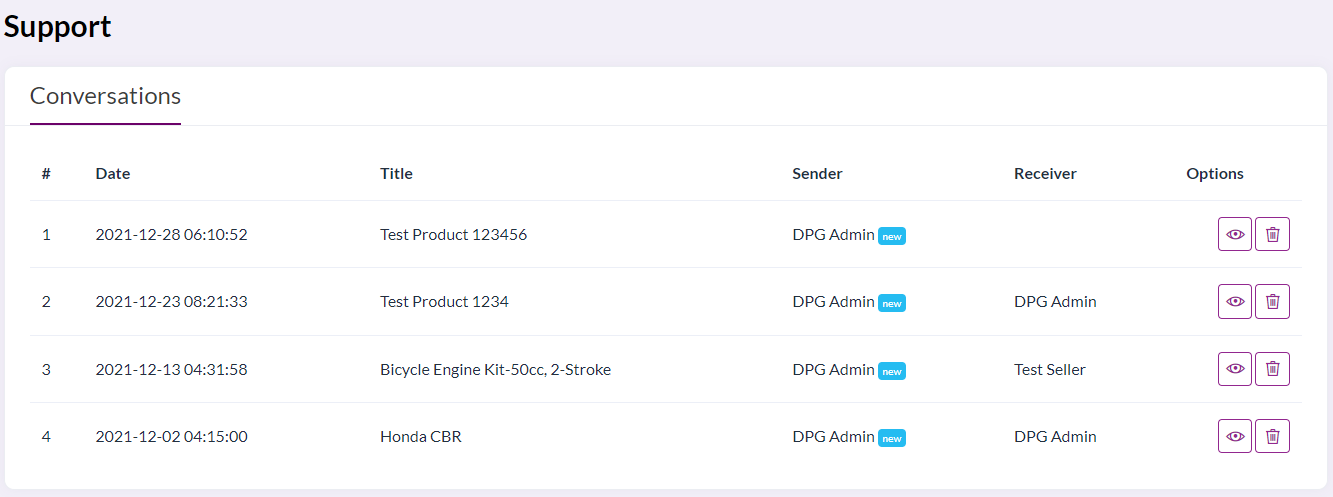 Support
Conversations
# Date Title Sender Receiver Options
1 2021-12-28 06:10:52 Test Product 123456 DPG Admin new
2 2021-12-23 08:21:33 Test Product 1234 DPG Admin new DPG Admin
3 2021-12-13 04:31:58 Bicycle Engine Kit-50cc, 2-Stroke DPG Admin new Test Seller
4 2021-12-02 04:15:00 Honda CBR DPG Admin new DPG Admin